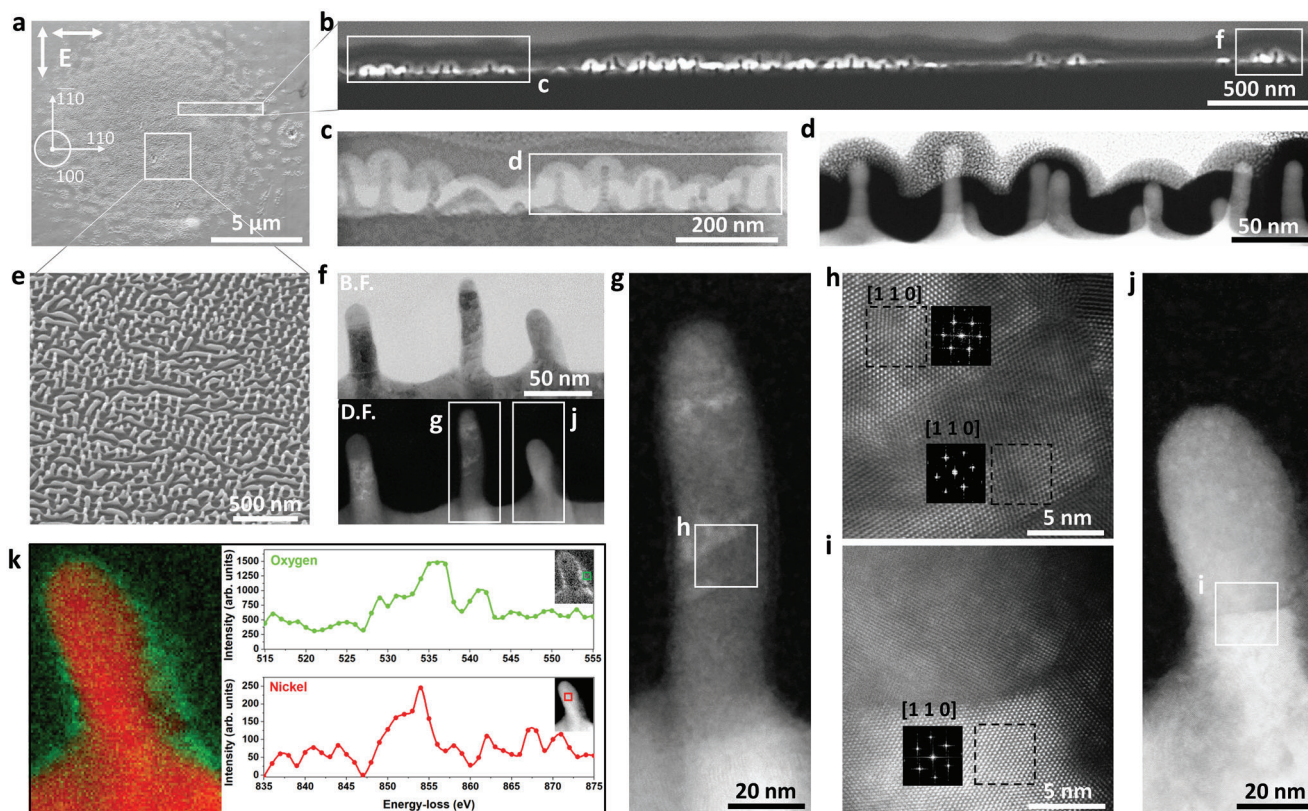 a
E
1̅10
110
100
5 µm
b
c
f
500 nm
c
d
200 nm
d
50 nm
e
500 nm
f
B.F.
50 nm
D.F.
g
j
g
h
20 nm
h
[1 1 0]
[1 1 0]
5 nm
i
[1 1 0]
5 nm
j
i
20 nm
k
Oxygen
Intensity (arb. units)
1500
1250
1000
750
500
250
0
515 520 525 530 535 540 545 550 555
Nickel
Intensity (arb. units)
250
200
150
100
50
0
835 840 845 850 855 860 865 870 875
Energy-loss (eV)